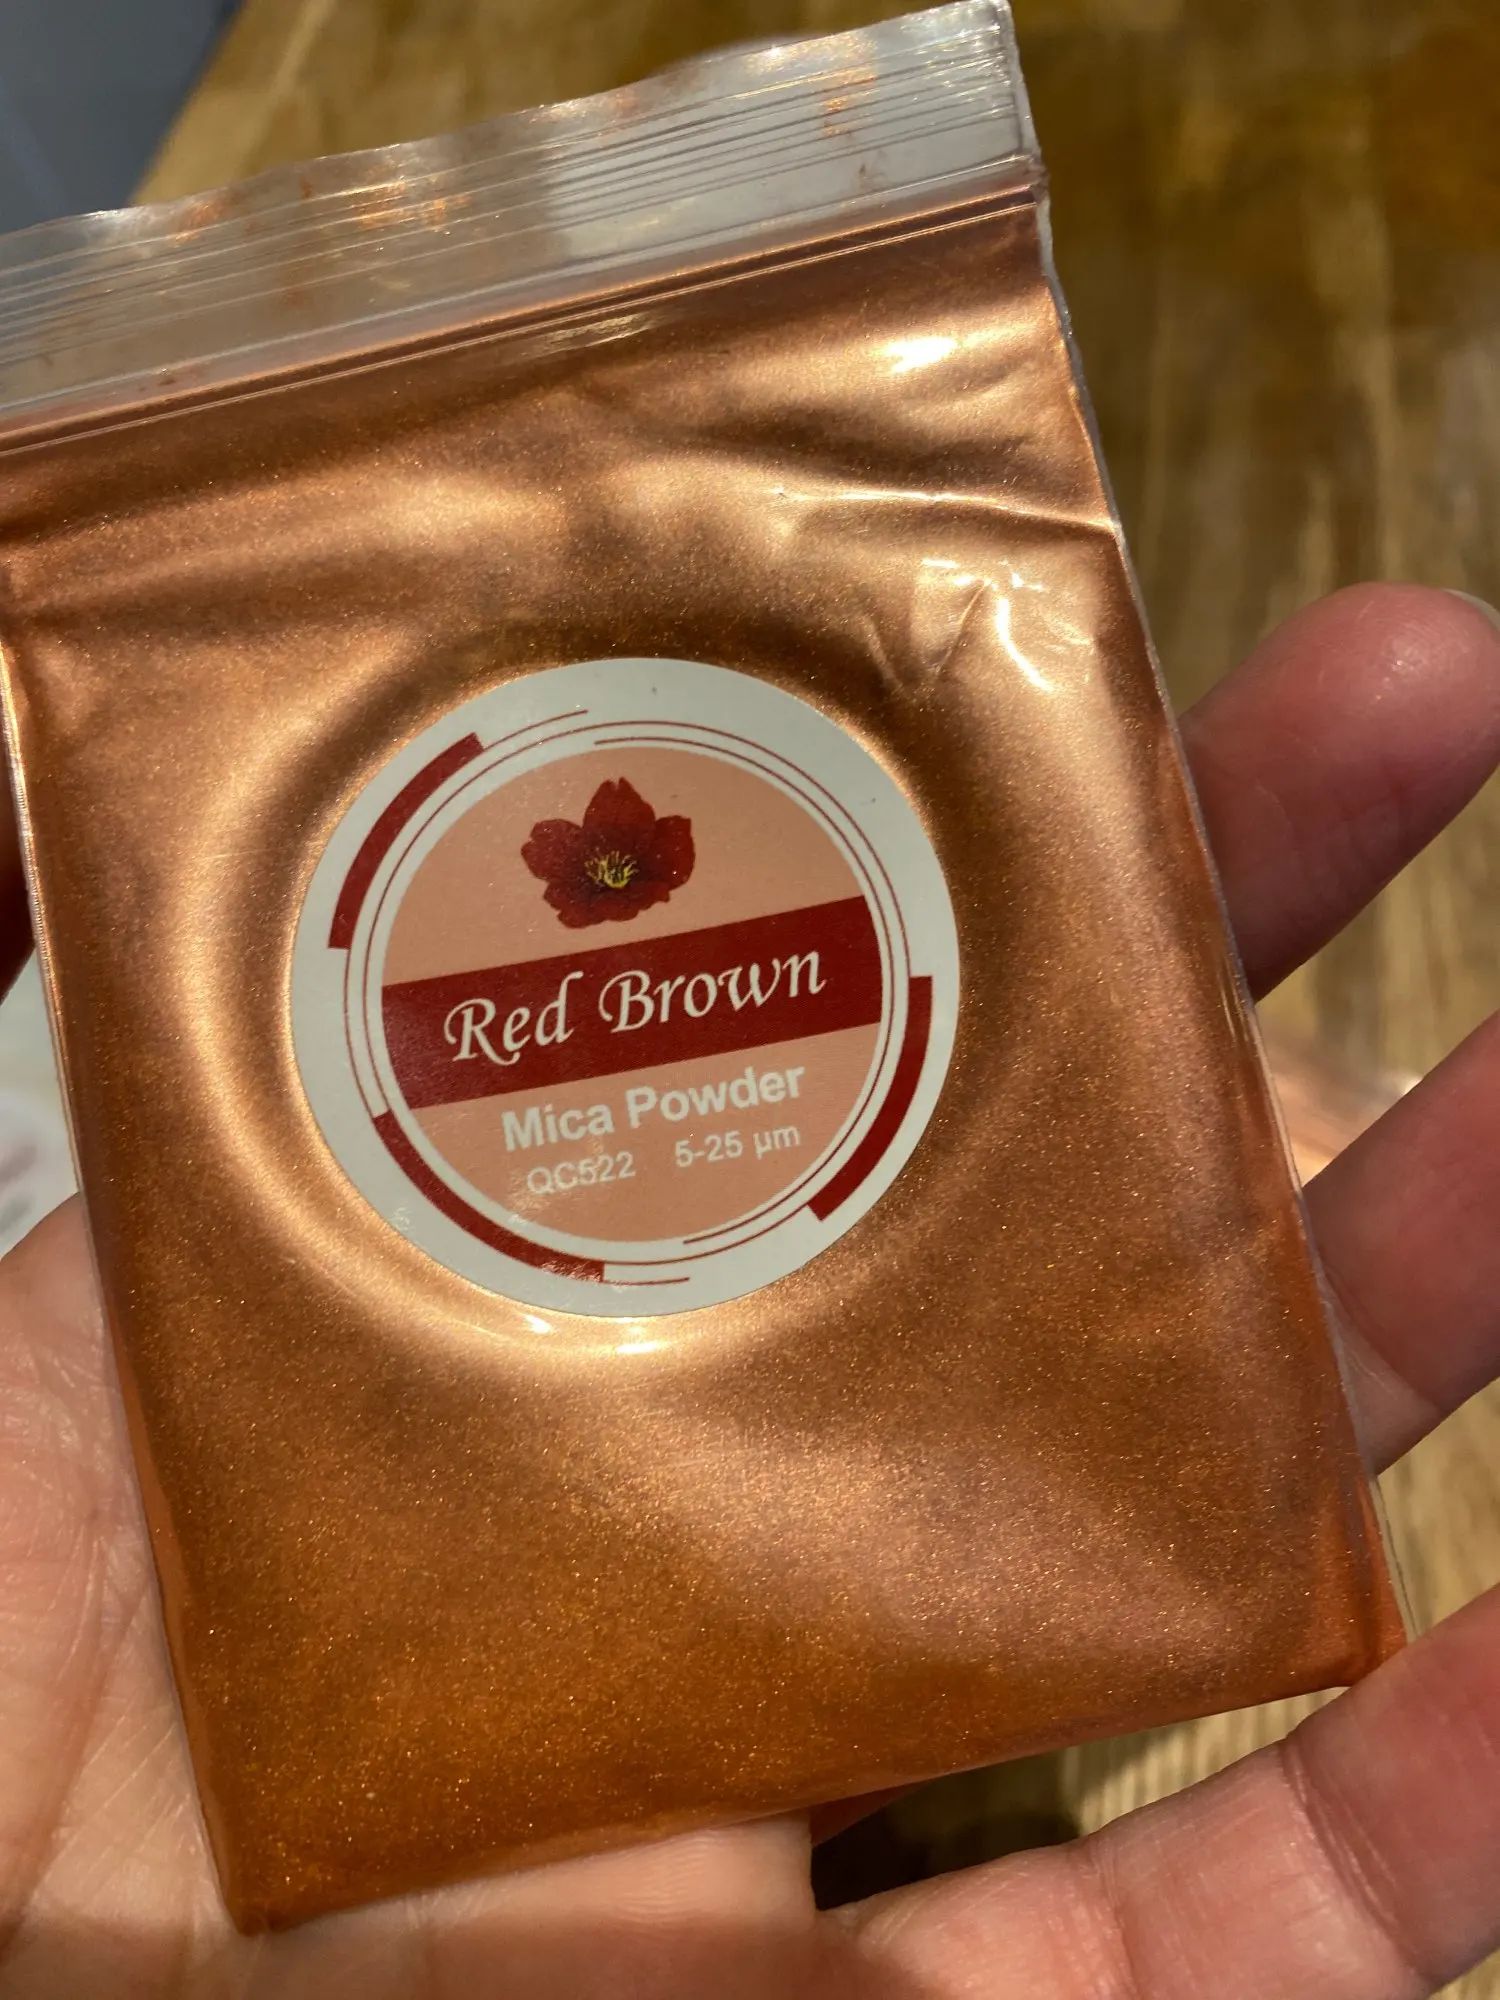 Red Brown
Mica Powder
QC522 5-25 µm